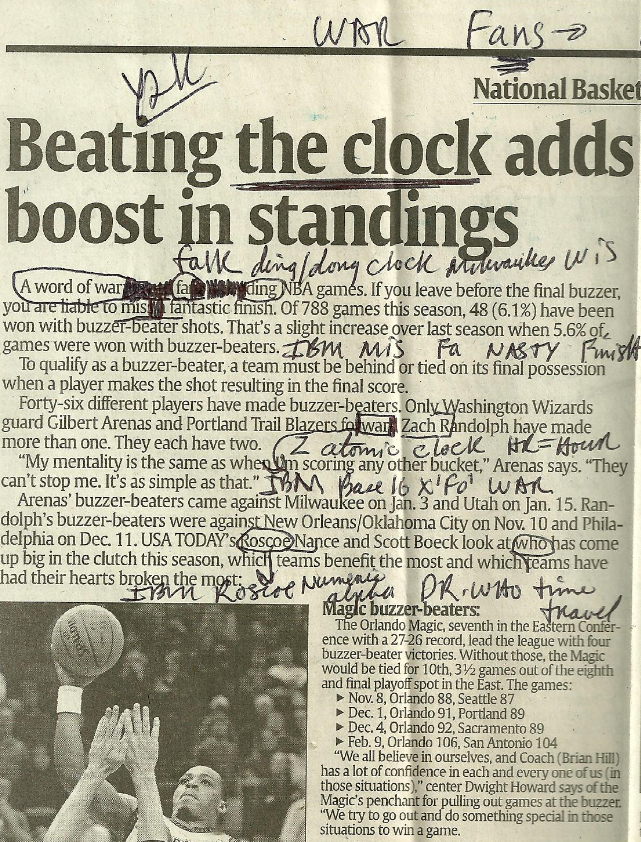 WAR Fans →
Y2K
National Basket
Beating the clock adds
boost in standings
talk ding/dong clock Milwaukee WiS
A word of war fa ding NBA games. If you leave before the final buzzer,
you are liable to mis fantastic finish. Of 788 games this season, 48 (6.1%) have been
won with buzzer-beater shots. That's a slight increase over last season when 5.6% of
games were won with buzzer-beaters. IBM MiS Fa NASTY Finish
To qualify as a buzzer-beater, a team must be behind or tied on its final possession
when a player makes the shot resulting in the final score.
Forty-six different players have made buzzer-beaters. Only Washington Wizards
guard Gilbert Arenas and Portland Trail Blazers forward Zach Randolph have made
more than one. They each have two. Z atomic clock HR=Hour
"My mentality is the same as when I'm scoring any other bucket," Arenas says. "They
can't stop me. It's as simple as that." IBM Base 16 X'F0' WAR
Arenas' buzzer-beaters came against Milwaukee on Jan. 3 and Utah on Jan. 15. Ran-
dolph's buzzer-beaters were against New Orleans/Oklahoma City on Nov. 10 and Phila-
delphia on Dec. 11. USA TODAY's Roscoe Nance and Scott Boeck look at who has come
up big in the clutch this season, which teams benefit the most and which teams have
had their hearts broken the most:
IBM Roscoe Numeric alpha DR. WHO time
travel
Magic buzzer-beaters:
The Orlando Magic, seventh in the Eastern Confer-
ence with a 27-26 record, lead the league with four
buzzer-beater victories. Without those, the Magic
would be tied for 10th, 3½ games out of the eighth
and final playoff spot in the East. The games:
▶ Nov. 8, Orlando 88, Seattle 87
▶ Dec. 1, Orlando 91, Portland 89
▶ Dec. 4, Orlando 92, Sacramento 89
▶ Feb. 9, Orlando 106, San Antonio 104
"We all believe in ourselves, and Coach (Brian Hill)
has a lot of confidence in each and every one of us (in
those situations)," center Dwight Howard says of the
Magic's penchant for pulling out games at the buzzer.
"We try to go out and do something special in those
situations to win a game.